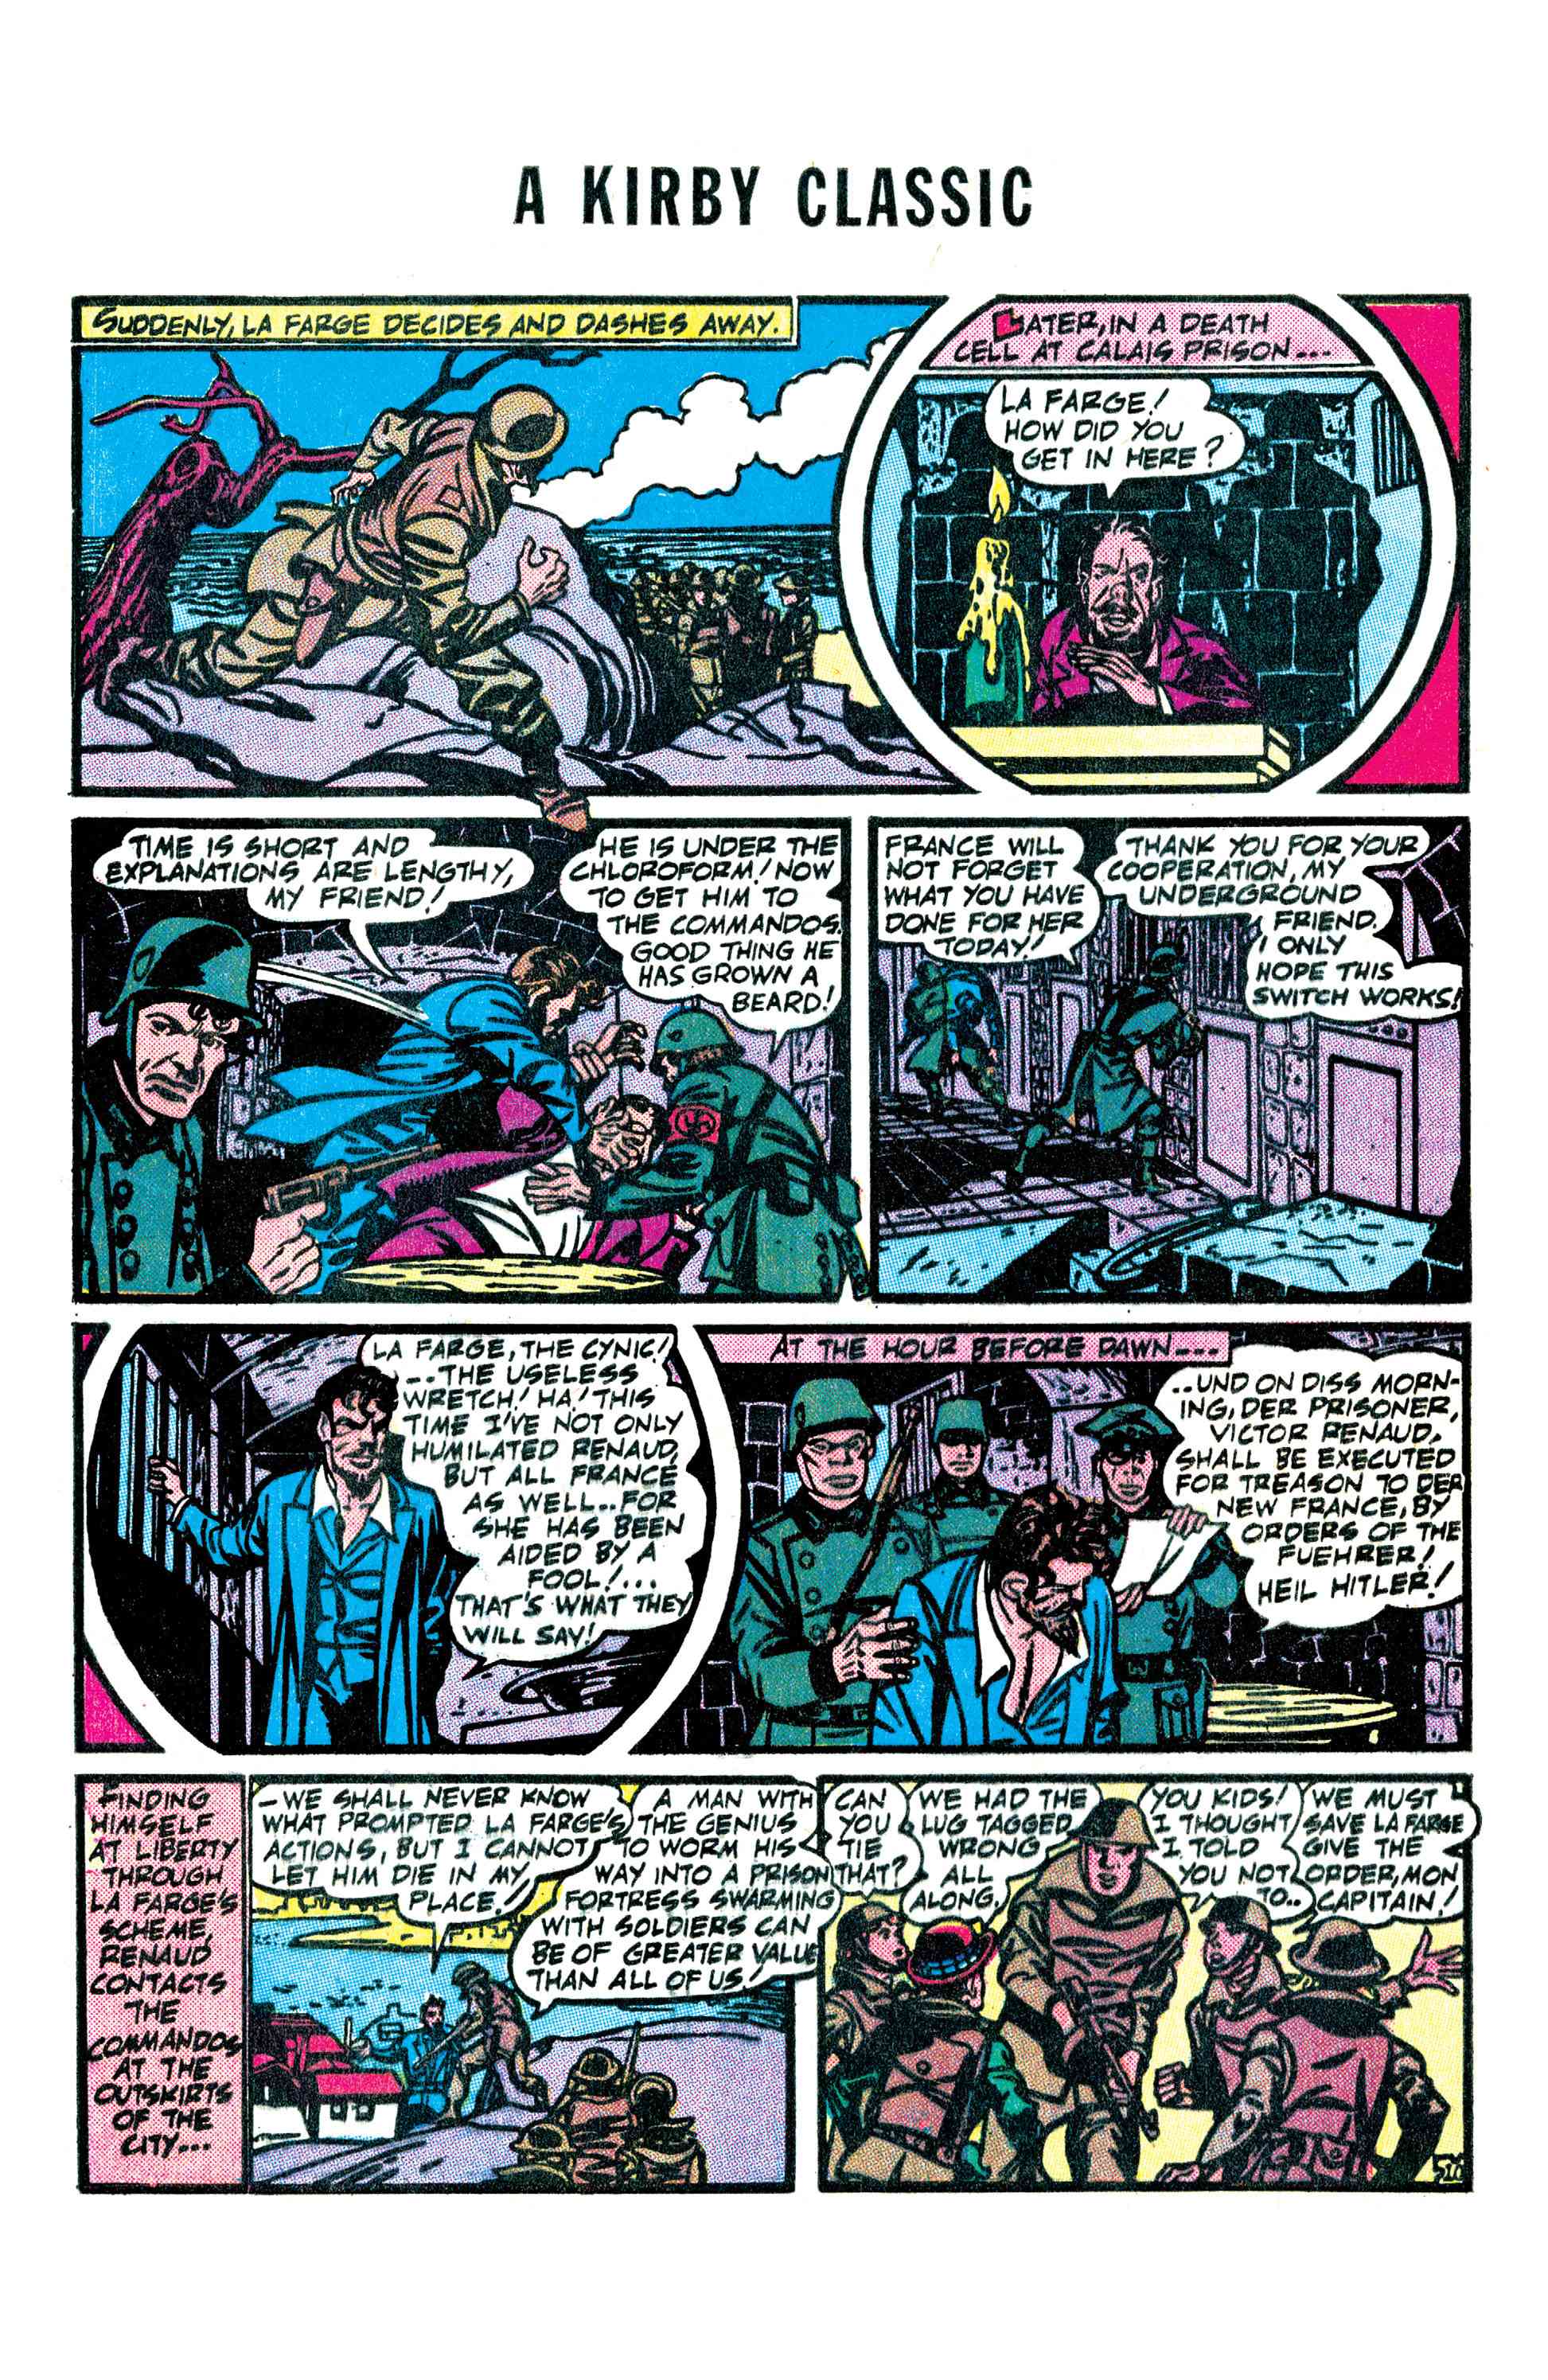 A KIRBY CLASSIC
SUDDENLY, LA FARGE DECIDES AND DASHES AWAY.
LATER, IN A DEATH
CELL AT CALAIS PRISON---
LA FARGE!
HOW DID YOU
GET IN HERE?
TIME IS SHORT AND
EXPLANATIONS ARE LENGTHY,
MY FRIEND!
HE IS UNDER THE
CHLOROFORM! NOW
TO GET HIM TO
THE COMMANDOS.
GOOD THING HE
HAS GROWN A
BEARD!
FRANCE WILL
NOT FORGET
WHAT YOU HAVE
DONE FOR HER
TODAY!
THANK YOU FOR YOUR
COOPERATION, MY
UNDERGROUND
FRIEND.
I ONLY
HOPE THIS
SWITCH WORKS!
LA FARGE, THE CYNIC!
--THE USELESS
WRETCH! HA! THIS
TIME I'VE NOT ONLY
HUMILATED RENAUD,
BUT ALL FRANCE
AS WELL..FOR
SHE HAS BEEN
AIDED BY A
FOOL!...
THAT'S WHAT THEY
WILL SAY!
AT THE HOUR BEFORE DAWN----
..UND ON DISS MORN-
ING, DER PRISONER,
VICTOR RENAUD,
SHALL BE EXECUTED
FOR TREASON TO DER
NEW FRANCE, BY
ORDERS OF THE
FUEHRER!
HEIL HITLER!
FINDING
HIMSELF
AT LIBERTY
THROUGH
LA FARGE'S
SCHEME,
RENAUD
CONTACTS
THE
COMMANDOS
AT THE
OUTSKIRTS
OF THE
CITY...
-WE SHALL NEVER KNOW
WHAT PROMPTED LA FARGE'S
ACTIONS, BUT I CANNOT
LET HIM DIE IN MY
PLACE!
A MAN WITH
THE GENIUS
TO WORM HIS
WAY INTO A PRISON
FORTRESS SWARMING
WITH SOLDIERS CAN
BE OF GREATER VALUE
THAN ALL OF US!
CAN
YOU
TIE
THAT?
WE HAD THE
LUG TAGGED
WRONG
ALL
ALONG.
YOU KIDS!
I THOUGHT
I TOLD
YOU NOT
TO..
WE MUST
SAVE LA FARGE
GIVE THE
ORDER, MON
CAPITAIN!